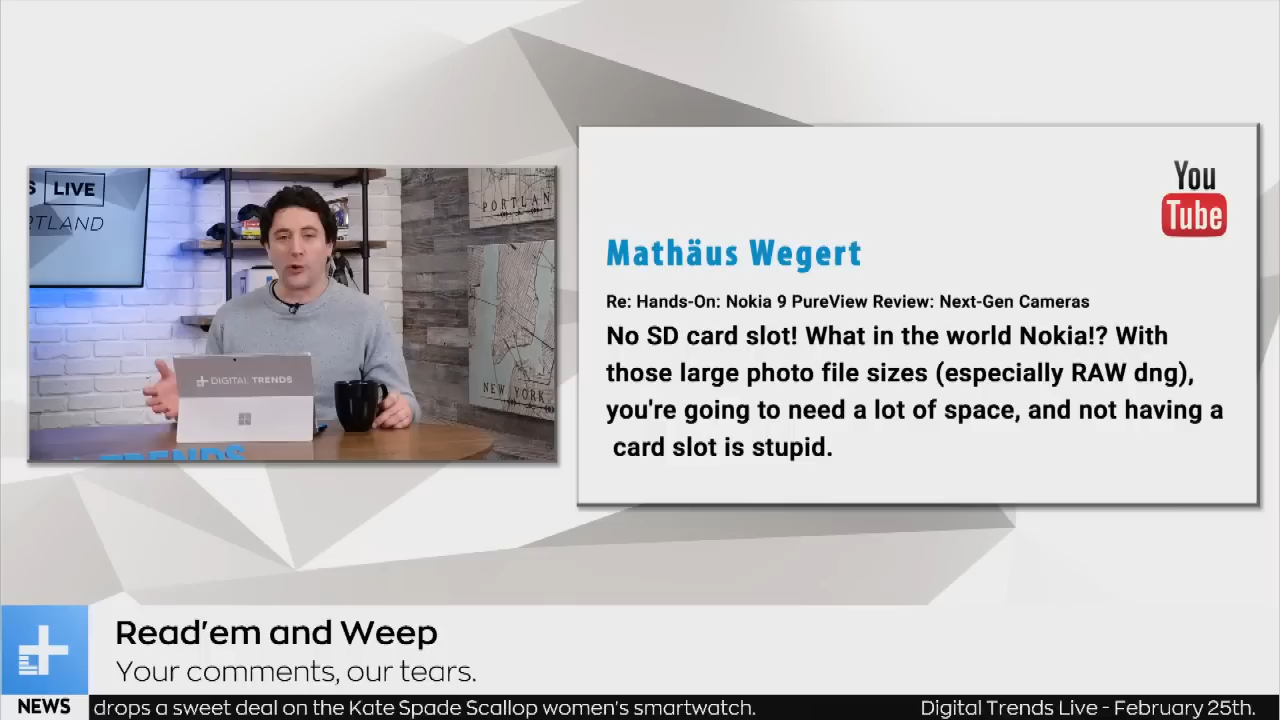 S LIVE
RTLAND
PORTLAN
DIGITAL TRENDS
NEW YORK
TRENDS
You
Tube
Mathäus Wegert
Re: Hands-On: Nokia 9 PureView Review: Next-Gen Cameras
No SD card slot! What in the world Nokia!? With
those large photo file sizes (especially RAW dng),
you're going to need a lot of space, and not having a
card slot is stupid.
Read'em and Weep
Your comments, our tears.
NEWS drops a sweet deal on the Kate Spade Scallop women's smartwatch. Digital Trends Live - February 25th.